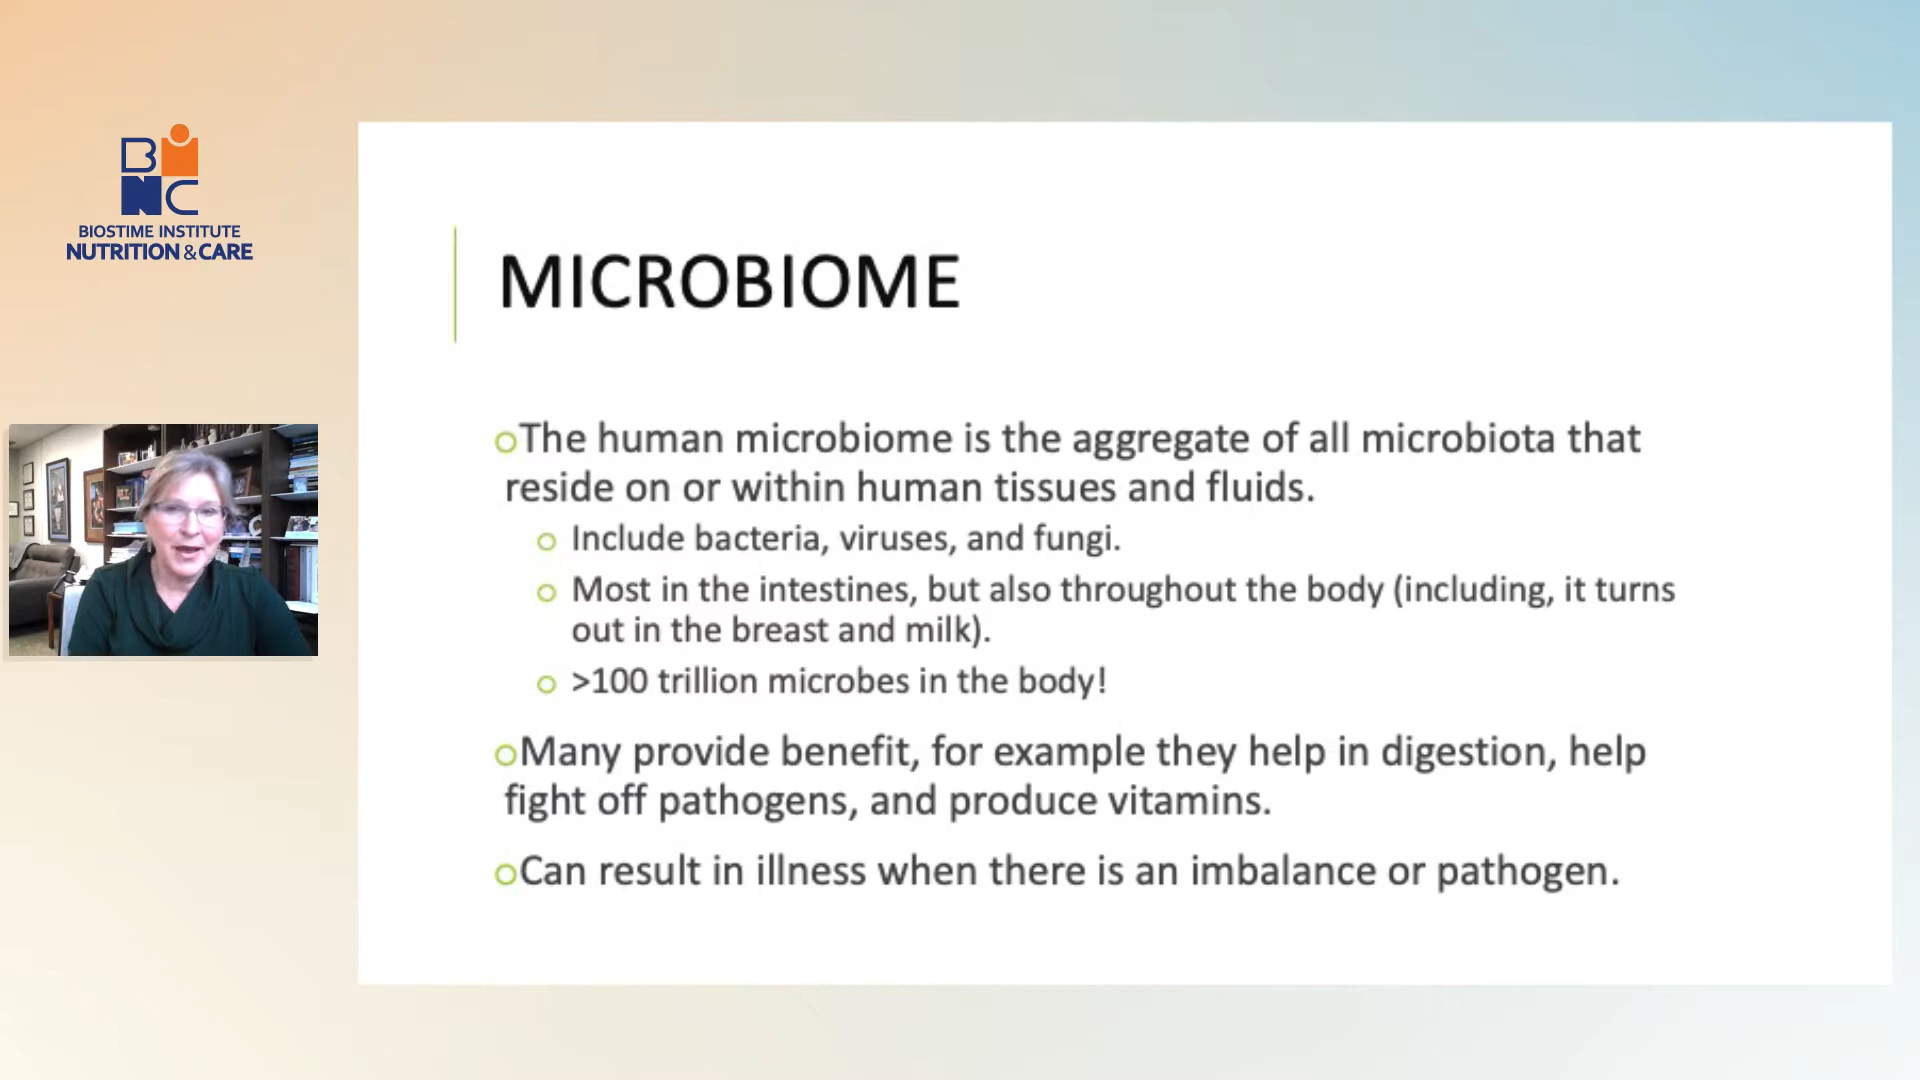 BINC
BIOSTIME INSTITUTE
NUTRITION & CARE
MICROBIOME
The human microbiome is the aggregate of all microbiota that
reside on or within human tissues and fluids.
Include bacteria, viruses, and fungi.
Most in the intestines, but also throughout the body (including, it turns
out in the breast and milk).
>100 trillion microbes in the body!
Many provide benefit, for example they help in digestion, help
fight off pathogens, and produce vitamins.
Can result in illness when there is an imbalance or pathogen.